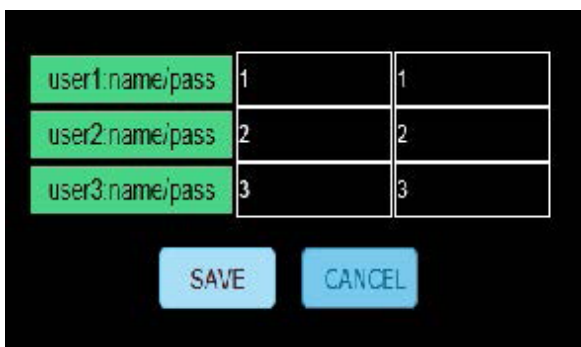 user1:name/pass 1 1
user2:name/pass 2 2
user3:name/pass 3 3
SAVE CANCEL